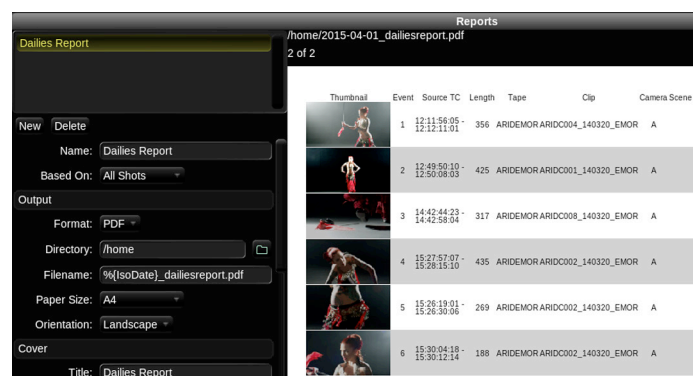 Reports
Dailies Report
/home/2015-04-01_dailiesreport.pdf
2 of 2
New Delete
Name: Dailies Report
Based On: All Shots
Output
Format: PDF
Directory: /home
Filename: %{IsoDate}_dailiesreport.pdf
Paper Size: A4
Orientation: Landscape
Cover
Title: Dailies Report
Thumbnail Event Source TC Length Tape Clip Camera Scene
1 12:11:56:05 - 356 ARIDEMOR ARIDC004_140320_EMOR A
12:12:11:01
2 12:49:50:10 - 425 ARIDEMOR ARIDC001_140320_EMOR A
12:50:08:03
3 14:42:44:23 - 317 ARIDEMOR ARIDC008_140320_EMOR A
14:42:58:04
4 15:27:57:07 - 435 ARIDEMOR ARIDC002_140320_EMOR A
15:28:15:10
5 15:26:19:01 - 269 ARIDEMOR ARIDC002_140320_EMOR A
15:26:30:06
6 15:30:04:18 - 188 ARIDEMOR ARIDC002_140320_EMOR A
15:30:12:14